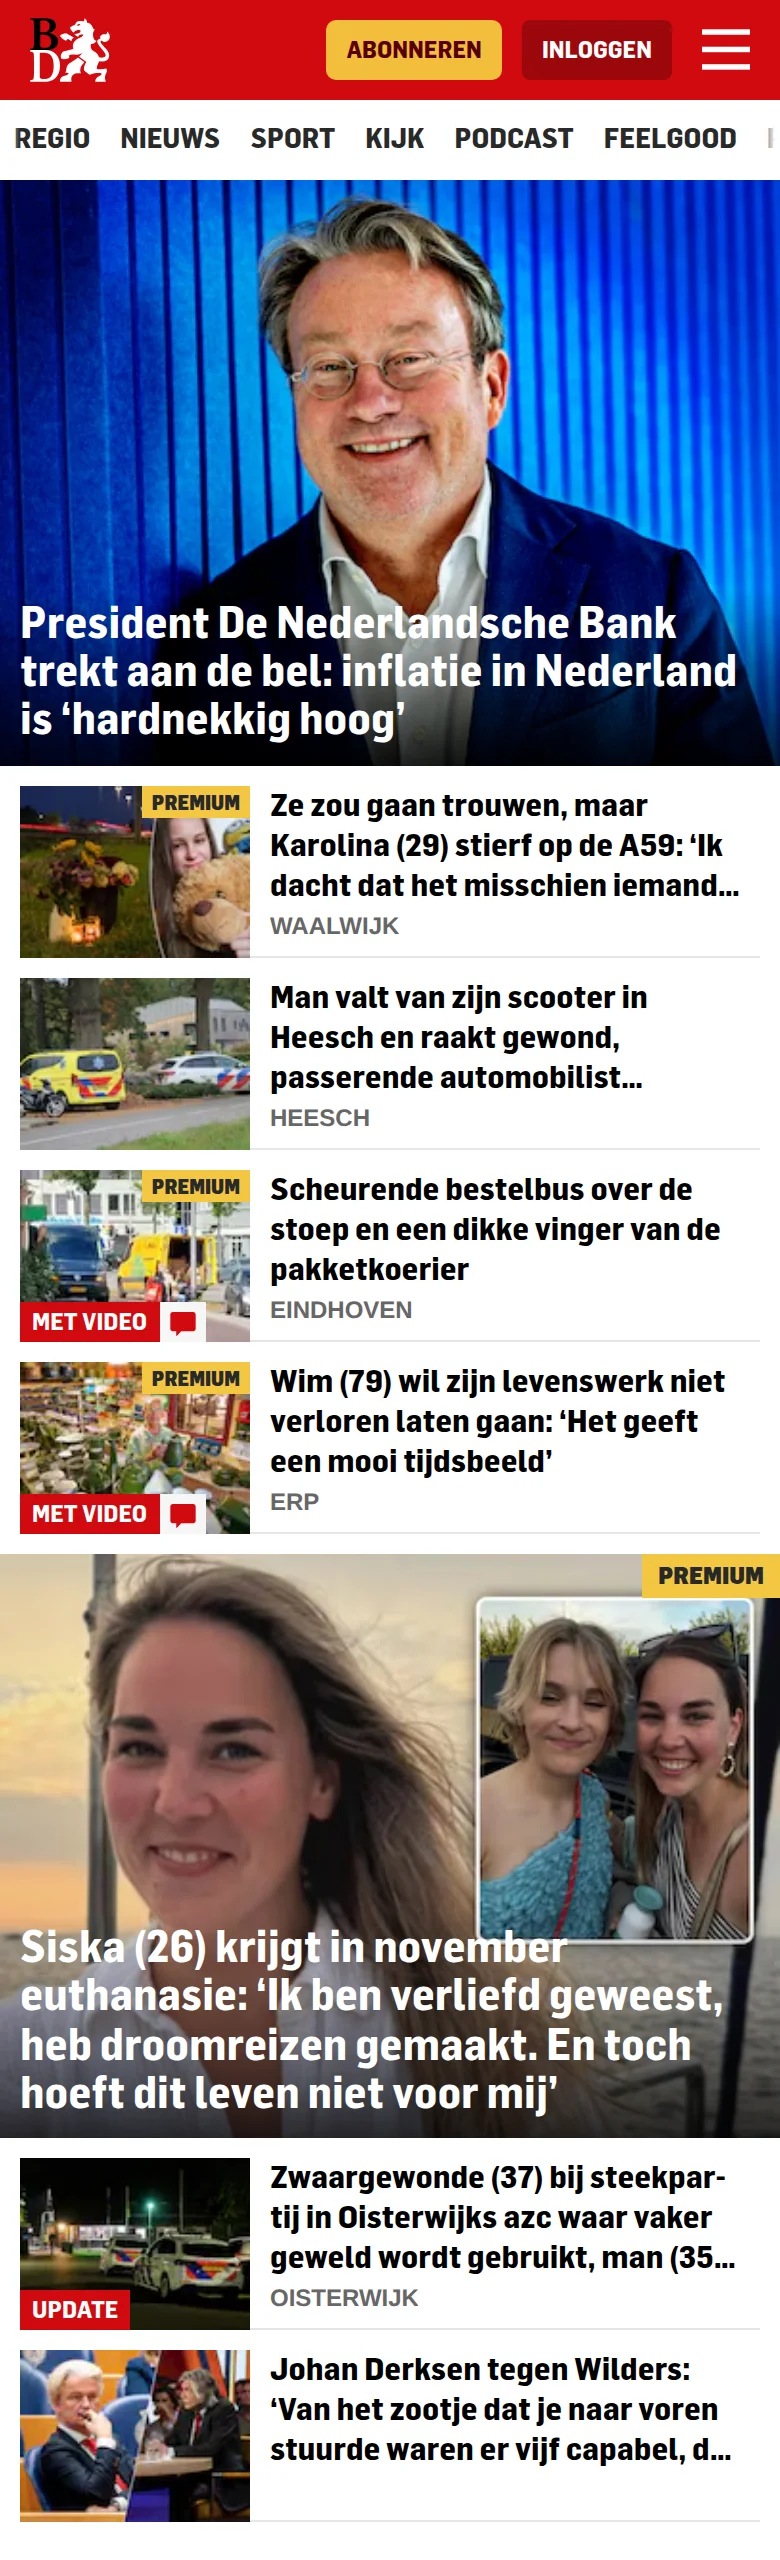 B
D
ABONNEREN
INLOGGEN
REGIO NIEUWS SPORT KIJK PODCAST FEELGOOD
President De Nederlandsche Bank
trekt aan de bel: inflatie in Nederland
is ‘hardnekkig hoog’
PREMIUM
Ze zou gaan trouwen, maar
Karolina (29) stierf op de A59: ‘Ik
dacht dat het misschien iemand...
WAALWIJK
Man valt van zijn scooter in
Heesch en raakt gewond,
passerende automobilist...
HEESCH
PREMIUM
MET VIDEO
Scheurende bestelbus over de
stoep en een dikke vinger van de
pakketkoerier
EINDHOVEN
PREMIUM
MET VIDEO
Wim (79) wil zijn levenswerk niet
verloren laten gaan: ‘Het geeft
een mooi tijdsbeeld’
ERP
PREMIUM
Siska (26) krijgt in november
euthanasie: ‘Ik ben verliefd geweest,
heb droomreizen gemaakt. En toch
hoeft dit leven niet voor mij’
UPDATE
Zwaargewonde (37) bij steekpar-
tij in Oisterwijks azc waar vaker
geweld wordt gebruikt, man (35...
OISTERWIJK
Johan Derksen tegen Wilders:
‘Van het zootje dat je naar voren
stuurde waren er vijf capabel, d...